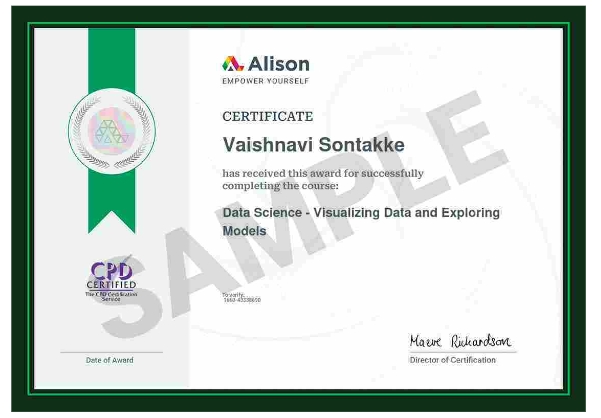 Alison
EMPOWER YOURSELF
CERTIFICATE
Vaishnavi Sontakke
has received this award for successfully
completing the course:
Data Science - Visualizing Data and Exploring
Models
SAMPLE
CPD
CERTIFIED
The CPD Certification
Service
To verify:
Date of Award
Maeve Richardson
Director of Certification